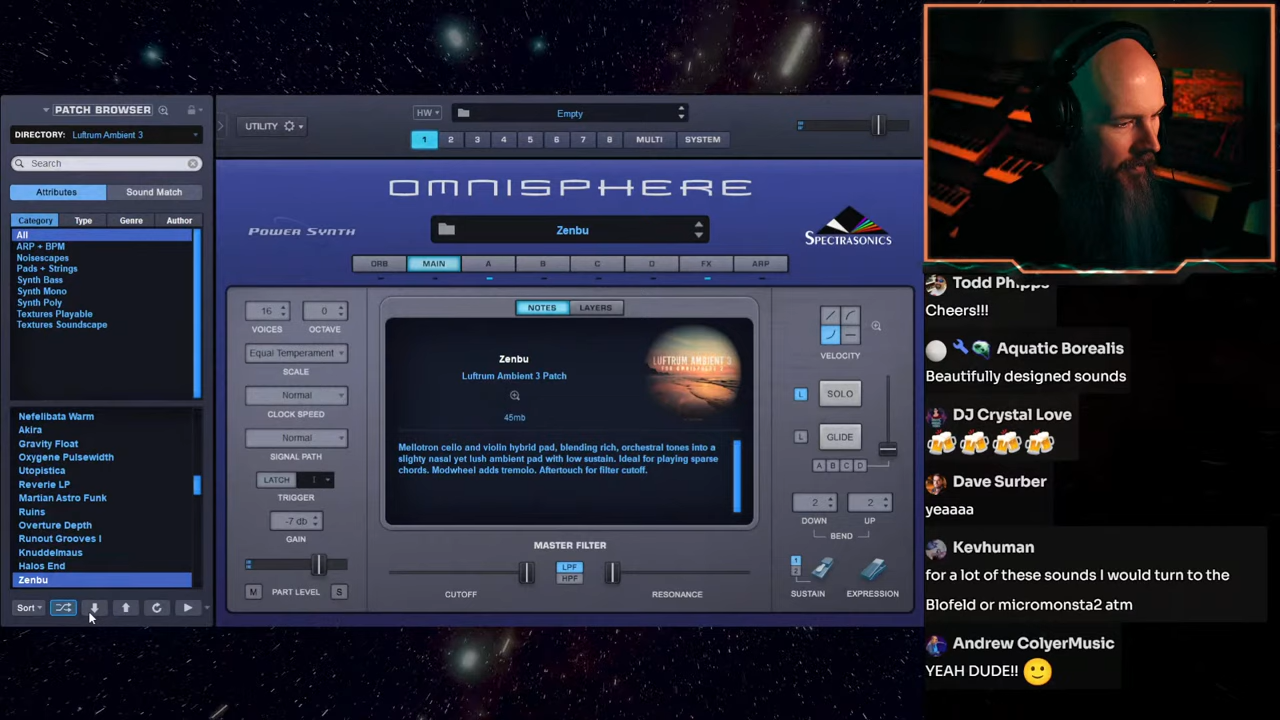 PATCH BROWSER
DIRECTORY: Luftrum Ambient 3
Search
Attributes
Sound Match
Category
Type
Genre
Author
All
ARP + BPM
Noisescapes
Pads + Strings
Synth Bass
Synth Mono
Synth Poly
Textures Playable
Textures Soundscape
Nefelibata Warm
Akira
Gravity Float
Oxygene Pulsewidth
Utopistica
Reverie LP
Martian Astro Funk
Ruins
Overture Depth
Runout Grooves I
Knuddelmaus
Halos End
Zenbu
Sort
UTILITY
HW
Empty
1 2 3 4 5 6 7 8 MULTI SYSTEM
OMNISPHERE
POWER SYNTH
Zenbu
SPECTRASONICS
ORB MAIN A B C D FX ARP
16
VOICES
0
OCTAVE
Equal Temperament
SCALE
Normal
CLOCK SPEED
Normal
SIGNAL PATH
LATCH
TRIGGER
-7 db
GAIN
M PART LEVEL S
NOTES
LAYERS
Zenbu
Luftrum Ambient 3 Patch
45mb
LUFTRUM AMBIENT 3
Mellotron cello and violin hybrid pad, blending rich, orchestral tones into a
slighty nasal yet lush ambient pad with low sustain. Ideal for playing sparse
chords. Modwheel adds tremolo. Aftertouch for filter cutoff.
MASTER FILTER
LPF
HPF
CUTOFF
RESONANCE
VELOCITY
L SOLO
L GLIDE
A B C D
2
DOWN
2
UP
BEND
1
2
SUSTAIN
EXPRESSION
Todd Phipps
Cheers!!!
Aquatic Borealis
Beautifully designed sounds
DJ Crystal Love
Dave Surber
yeaaaa
Kevhuman
for a lot of these sounds I would turn to the
Blofeld or micromonsta2 atm
Andrew ColyerMusic
YEAH DUDE!!